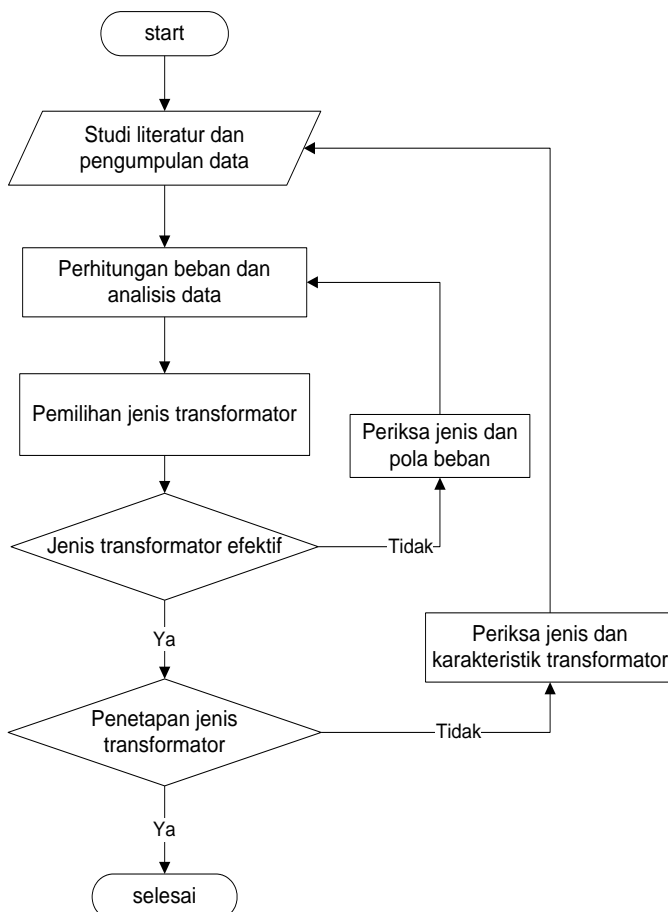 start
Studi literatur dan
pengumpulan data
Perhitungan beban dan
analisis data
Pemilihan jenis transformator
Periksa jenis dan
pola beban
Jenis transformator efektif
Tidak
Ya
Periksa jenis dan
karakteristik transformator
Penetapan jenis
transformator
Tidak
Ya
selesai